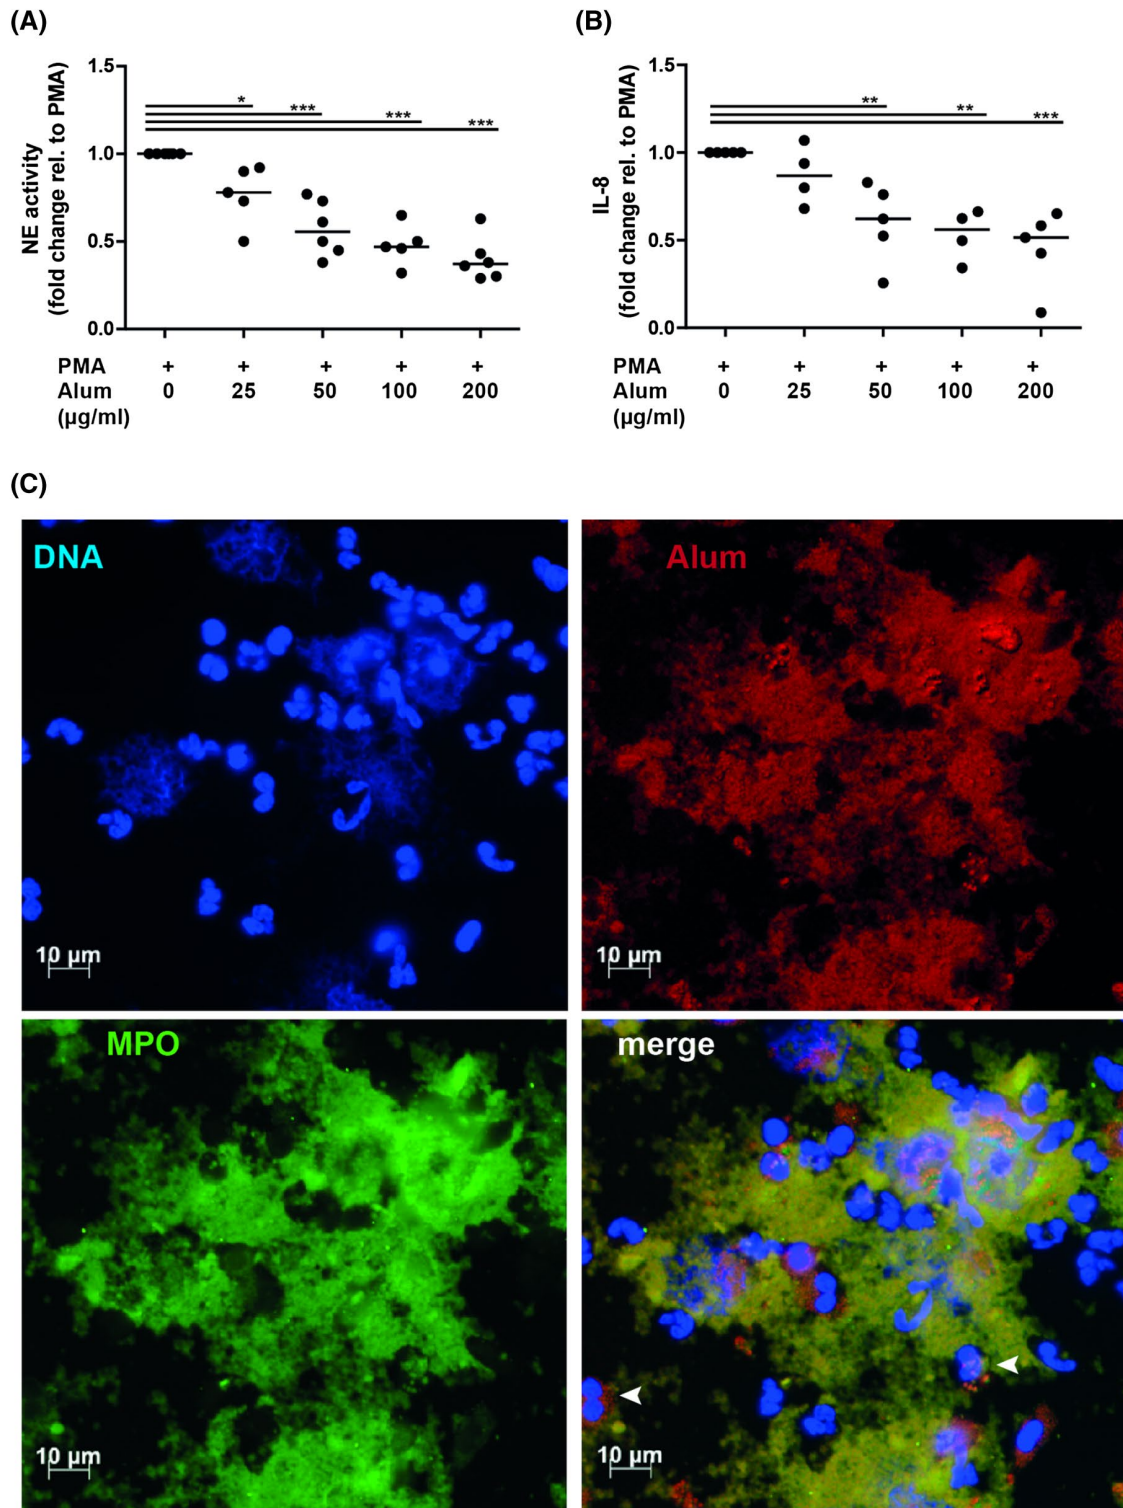 (A)
NE activity
(fold change rel. to PMA)
1.5
1.0
0.5
0.0
*
***
***
***
PMA + + + + +
Alum 0 25 50 100 200
(µg/ml)
(B)
IL-8
(fold change rel. to PMA)
1.5
1.0
0.5
0.0
**
**
***
PMA + + + + +
Alum 0 25 50 100 200
(µg/ml)
(C)
DNA
10 µm
Alum
10 µm
MPO
10 µm
merge
10 µm